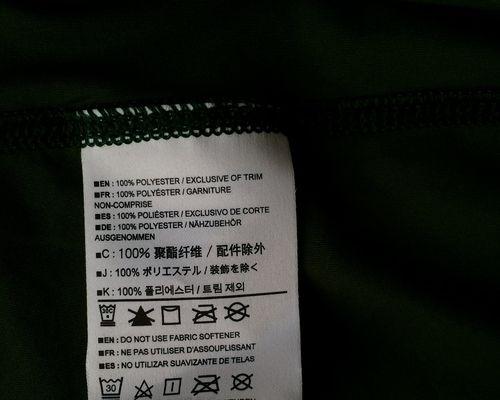 ■EN : 100% POLYESTER / EXCLUSIVE OF TRIM
■FR : 100% POLYESTER / GARNITURE
NON-COMPRISE
■ES : 100% POLIÉSTER / EXCLUSIVO DE CORTE
■DE : 100% POLYESTER / NÄHZUBEHÖR
AUSGENOMMEN
■C : 100% 聚酯纤维 / 配件除外
■J : 100% ポリエステル / 装飾を除く
■K : 100% 폴리에스터 / 트림 제외
30C
■EN : DO NOT USE FABRIC SOFTENER
■FR : NE PAS UTILISER D'ASSOUPLISSANT
■ES : NO UTILIZAR SUAVIZANTE DE TELAS
30